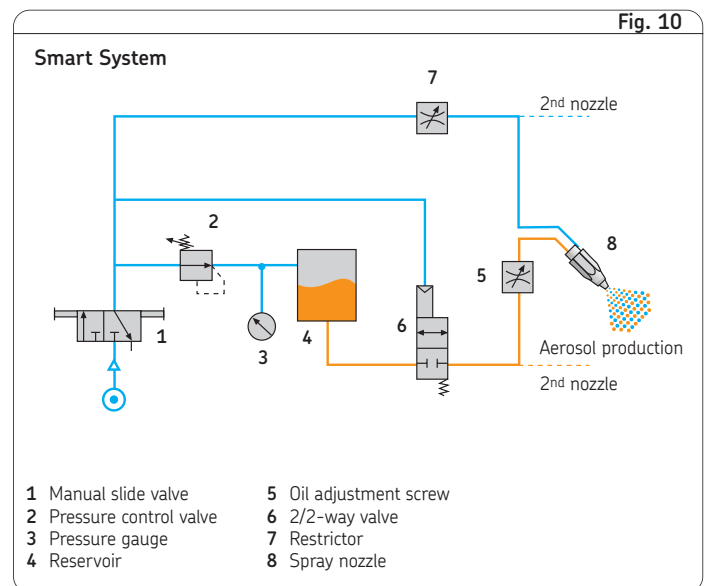 Fig. 10
Smart System
7
2nd nozzle
2
8
5
6
1
3
4
Aerosol production
2nd nozzle
1 Manual slide valve
2 Pressure control valve
3 Pressure gauge
4 Reservoir
5 Oil adjustment screw
6 2/2-way valve
7 Restrictor
8 Spray nozzle